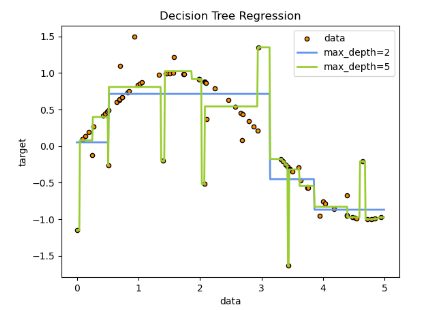 Decision Tree Regression
data
max_depth=2
max_depth=5
target
1.5
1.0
0.5
0.0
−0.5
−1.0
−1.5
0
1
2
3
4
5
data